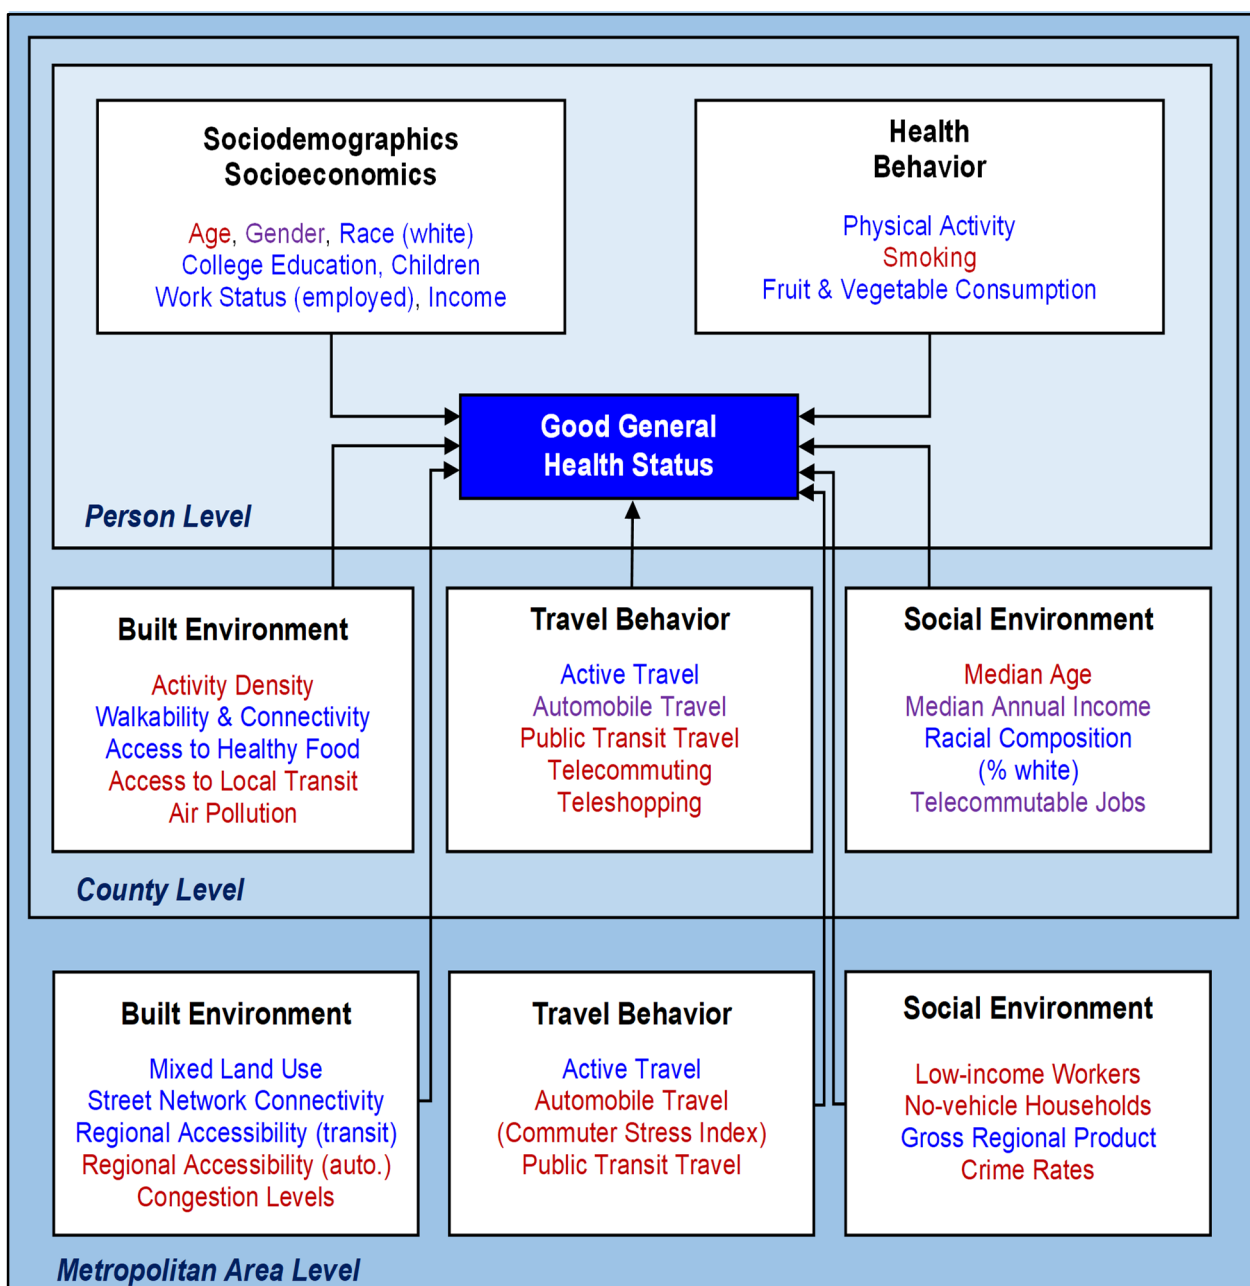 Sociodemographics
Socioeconomics
Age, Gender, Race (white)
College Education, Children
Work Status (employed), Income
Health
Behavior
Physical Activity
Smoking
Fruit & Vegetable Consumption
Good General
Health Status
Person Level
Built Environment
Activity Density
Walkability & Connectivity
Access to Healthy Food
Access to Local Transit
Air Pollution
Travel Behavior
Active Travel
Automobile Travel
Public Transit Travel
Telecommuting
Teleshopping
Social Environment
Median Age
Median Annual Income
Racial Composition
(% white)
Telecommutable Jobs
County Level
Built Environment
Mixed Land Use
Street Network Connectivity
Regional Accessibility (transit)
Regional Accessibility (auto.)
Congestion Levels
Travel Behavior
Active Travel
Automobile Travel
(Commuter Stress Index)
Public Transit Travel
Social Environment
Low-income Workers
No-vehicle Households
Gross Regional Product
Crime Rates
Metropolitan Area Level